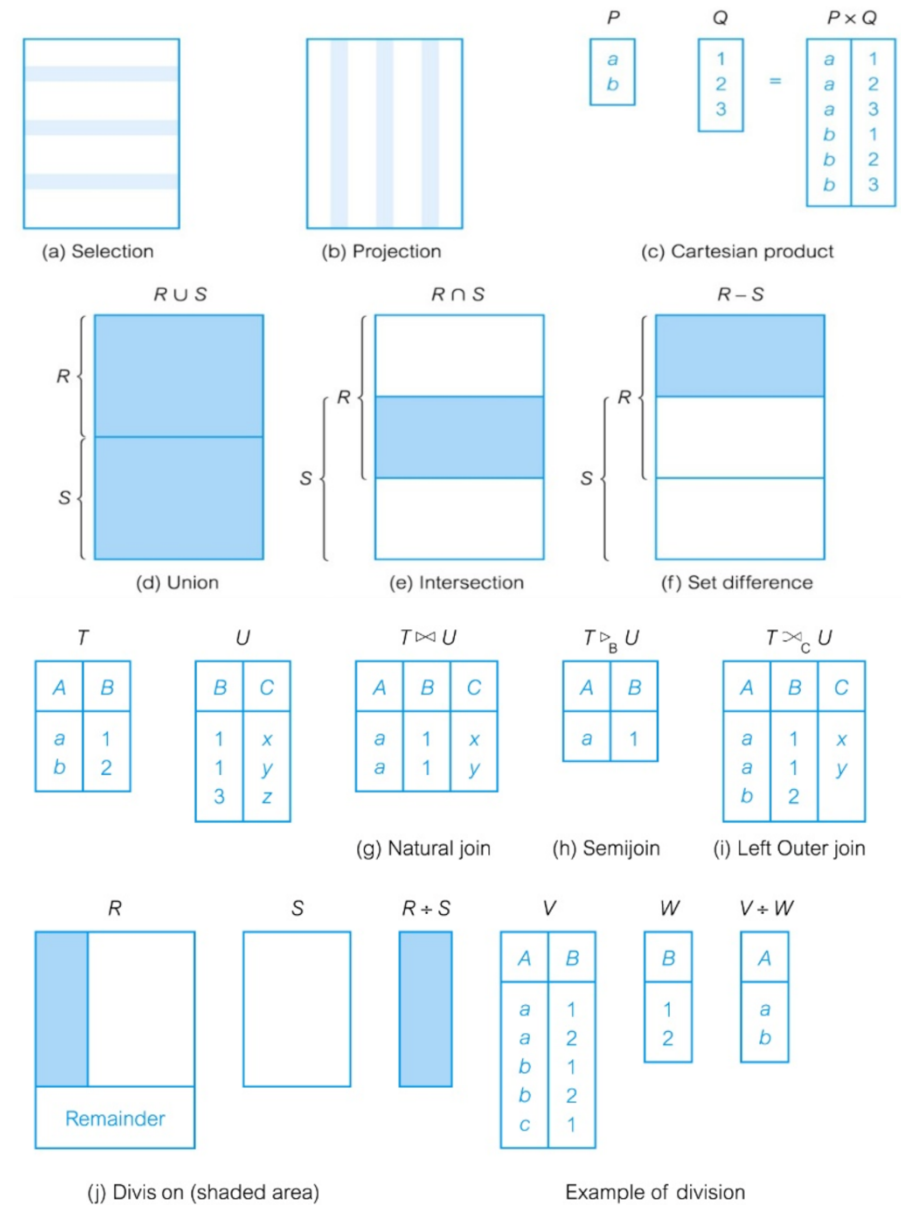 P Q P × Q
a 1 a 1
b 2 = a 2
3 a 3
b 1
b 2
b 3
(a) Selection (b) Projection (c) Cartesian product
R ∪ S R ∩ S R – S
R
S
R
S
R
S
(d) Union (e) Intersection (f) Set difference
T U T ⋈ U T ▷B U T ⟕C U
A B B C A B C A B A B C
a 1 1 x a 1 x a 1 a 1 x
b 2 1 y a 1 y a 1 y
3 z b 2
(g) Natural join (h) Semijoin (i) Left Outer join
R S R ÷ S V W V ÷ W
A B B A
a 1 1 a
a 2 2 b
b 1
b 2
c 1
Remainder
(j) Divis on (shaded area) Example of division